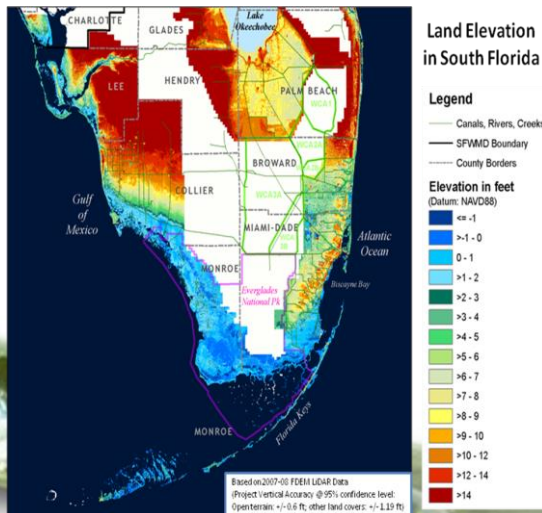 CHARLOTTE
GLADES
Lake
Okeechobee
HENDRY
LEE
PALM BEACH
WCA1
WCA2A
BROWARD
WCA3A
COLLIER
Gulf
of
Mexico
MIAMI-DADE
Atlantic
Ocean
MONROE
Everglades
National Pk
Biscayne Bay
MONROE
Florida Keys
Based on 2007-08 FDEM LiDAR Data
(Project Vertical Accuracy @ 95% confidence level:
Open terrain: +/-0.6 ft; other land covers: +/-1.19 ft)
Land Elevation
in South Florida
Legend
Canals, Rivers, Creeks
SFWMD Boundary
County Borders
Elevation in feet
(Datum: NAVD88)
<= -1
>-1 - 0
0 - 1
>1 - 2
>2 - 3
>3 - 4
>4 - 5
>5 - 6
>6 - 7
>7 - 8
>8 - 9
>9 - 10
>10 - 12
>12 - 14
>14